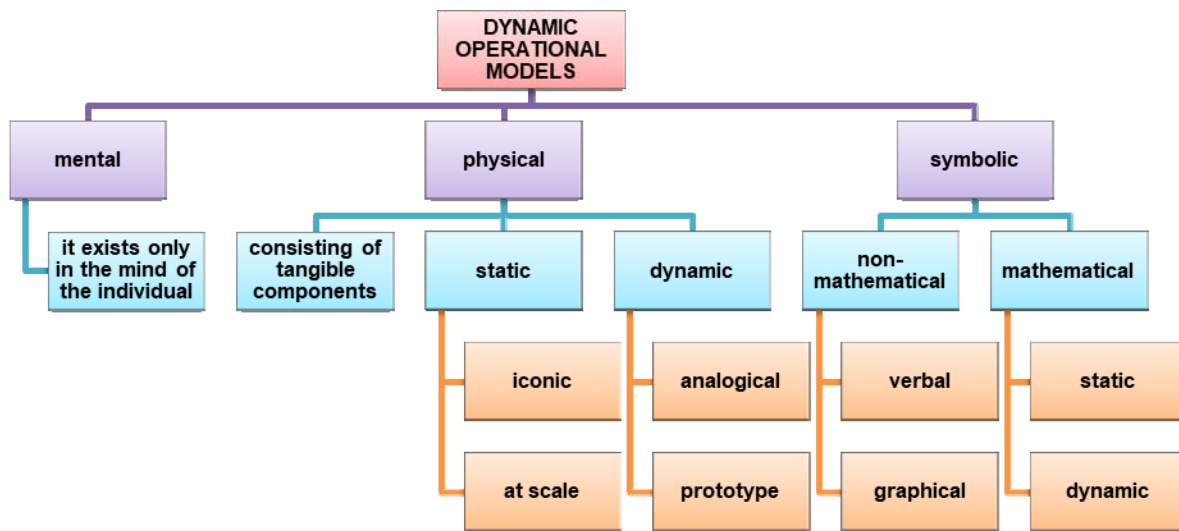 DYNAMIC
OPERATIONAL
MODELS
mental
physical
symbolic
it exists only
in the mind of
the individual
consisting of
tangible
components
static
dynamic
non-
mathematical
mathematical
iconic
analogical
verbal
static
at scale
prototype
graphical
dynamic